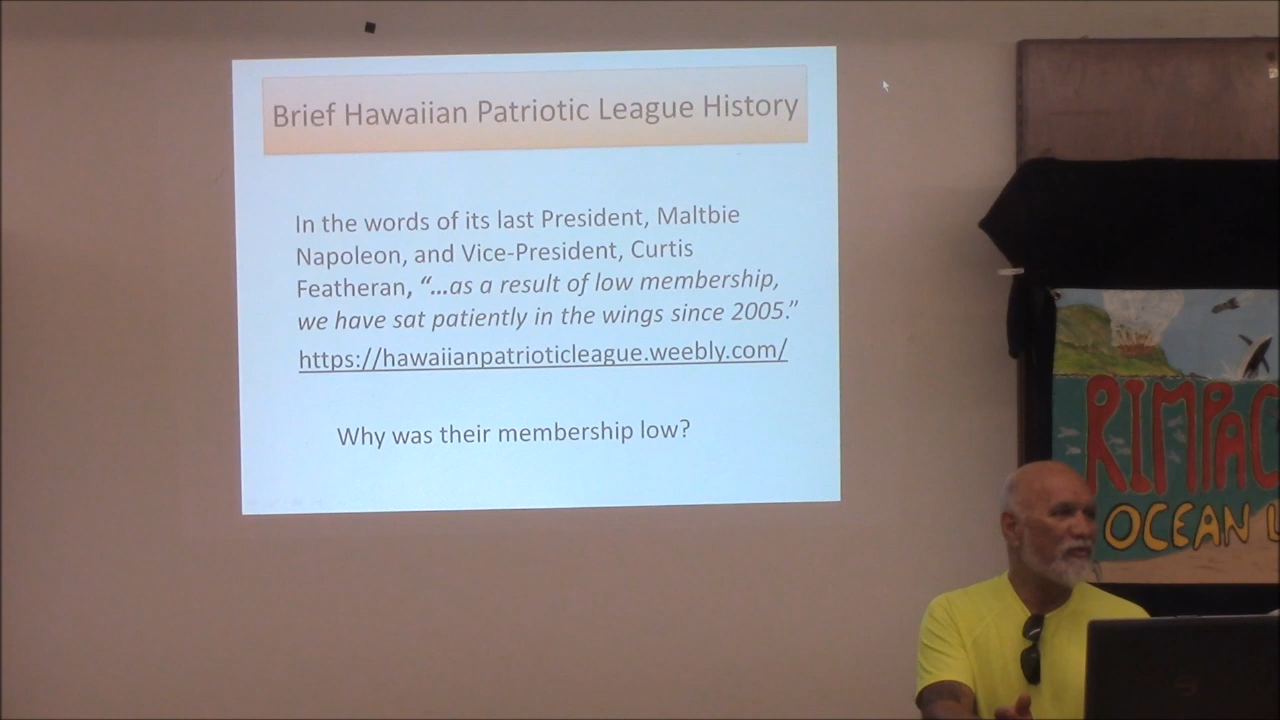 Brief Hawaiian Patriotic League History
In the words of its last President, Maltbie
Napoleon, and Vice-President, Curtis
Featheran, “…as a result of low membership,
we have sat patiently in the wings since 2005.”
https://hawaiianpatrioticleague.weebly.com/
Why was their membership low?
RIMPAC
OCEAN